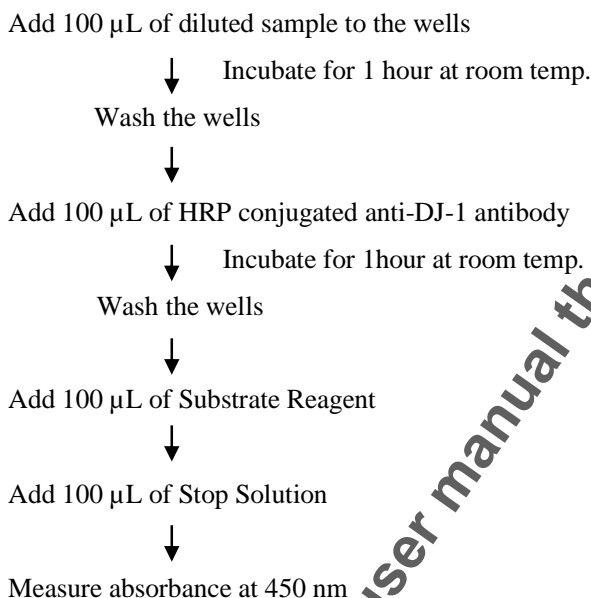 Add 100 µL of diluted sample to the wells
Incubate for 1 hour at room temp.
Wash the wells
Add 100 µL of HRP conjugated anti-DJ-1 antibody
Incubate for 1hour at room temp.
Wash the wells
Add 100 µL of Substrate Reagent
Add 100 µL of Stop Solution
Measure absorbance at 450 nm
user manual